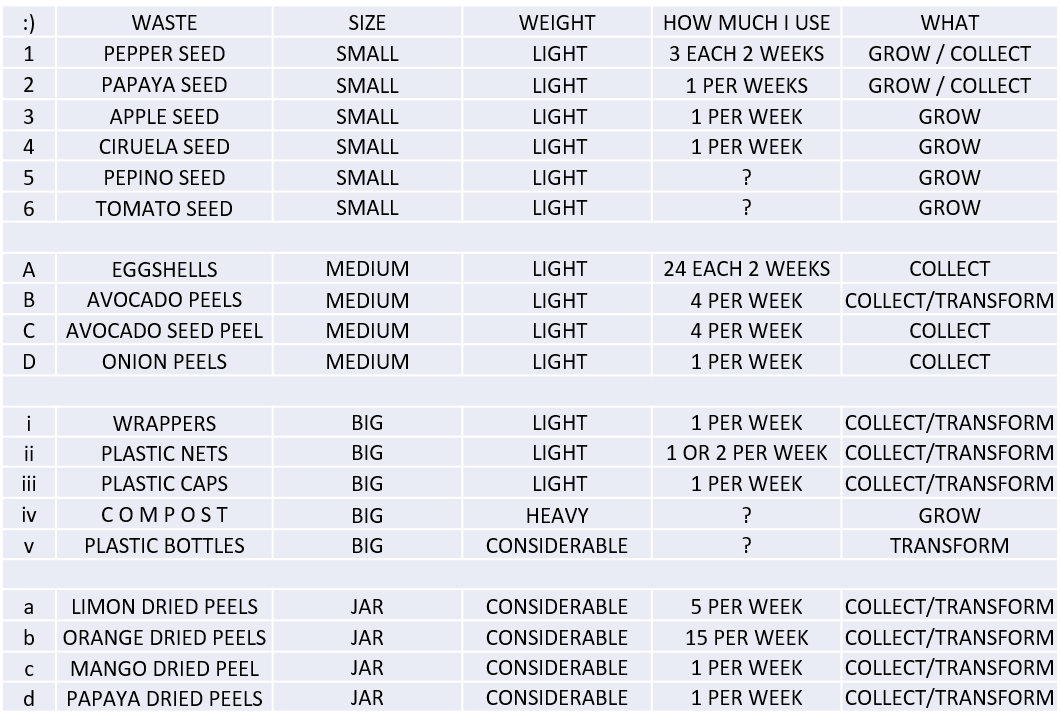 :) WASTE SIZE WEIGHT HOW MUCH I USE WHAT
1 PEPPER SEED SMALL LIGHT 3 EACH 2 WEEKS GROW / COLLECT
2 PAPAYA SEED SMALL LIGHT 1 PER WEEKS GROW / COLLECT
3 APPLE SEED SMALL LIGHT 1 PER WEEK GROW
4 CIRUELA SEED SMALL LIGHT 1 PER WEEK GROW
5 PEPINO SEED SMALL LIGHT ? GROW
6 TOMATO SEED SMALL LIGHT ? GROW
A EGGSHELLS MEDIUM LIGHT 24 EACH 2 WEEKS COLLECT
B AVOCADO PEELS MEDIUM LIGHT 4 PER WEEK COLLECT/TRANSFORM
C AVOCADO SEED PEEL MEDIUM LIGHT 4 PER WEEK COLLECT
D ONION PEELS MEDIUM LIGHT 1 PER WEEK COLLECT
i WRAPPERS BIG LIGHT 1 PER WEEK COLLECT/TRANSFORM
ii PLASTIC NETS BIG LIGHT 1 OR 2 PER WEEK COLLECT/TRANSFORM
iii PLASTIC CAPS BIG LIGHT 1 PER WEEK COLLECT/TRANSFORM
iv C O M P O S T BIG HEAVY ? GROW
v PLASTIC BOTTLES BIG CONSIDERABLE ? TRANSFORM
a LIMON DRIED PEELS JAR CONSIDERABLE 5 PER WEEK COLLECT/TRANSFORM
b ORANGE DRIED PEELS JAR CONSIDERABLE 15 PER WEEK COLLECT/TRANSFORM
c MANGO DRIED PEEL JAR CONSIDERABLE 1 PER WEEK COLLECT/TRANSFORM
d PAPAYA DRIED PEELS JAR CONSIDERABLE 1 PER WEEK COLLECT/TRANSFORM